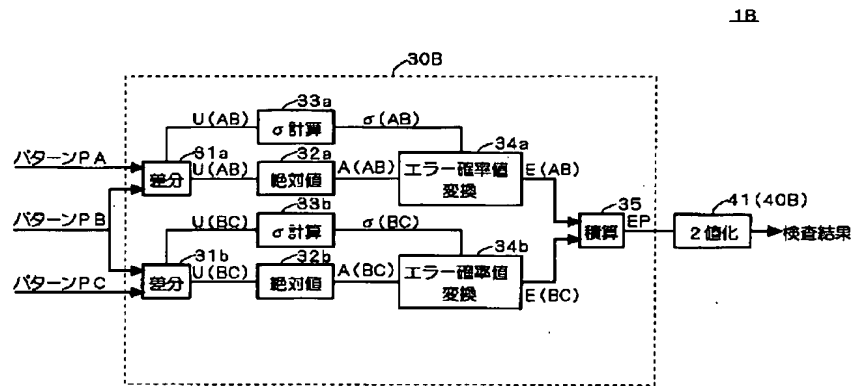 1B
30B
33a
U(AB)
σ計算
σ(AB)
34a
パターンPA
31a
差分
U(AB)
32a
絶対値
A(AB)
エラー確率値
変換
E(AB)
パターンPB
33b
U(BC)
σ計算
σ(BC)
34b
35
積算
EP
41(40B)
2値化
検査結果
パターンPC
31b
差分
U(BC)
32b
絶対値
A(BC)
エラー確率値
変換
E(BC)